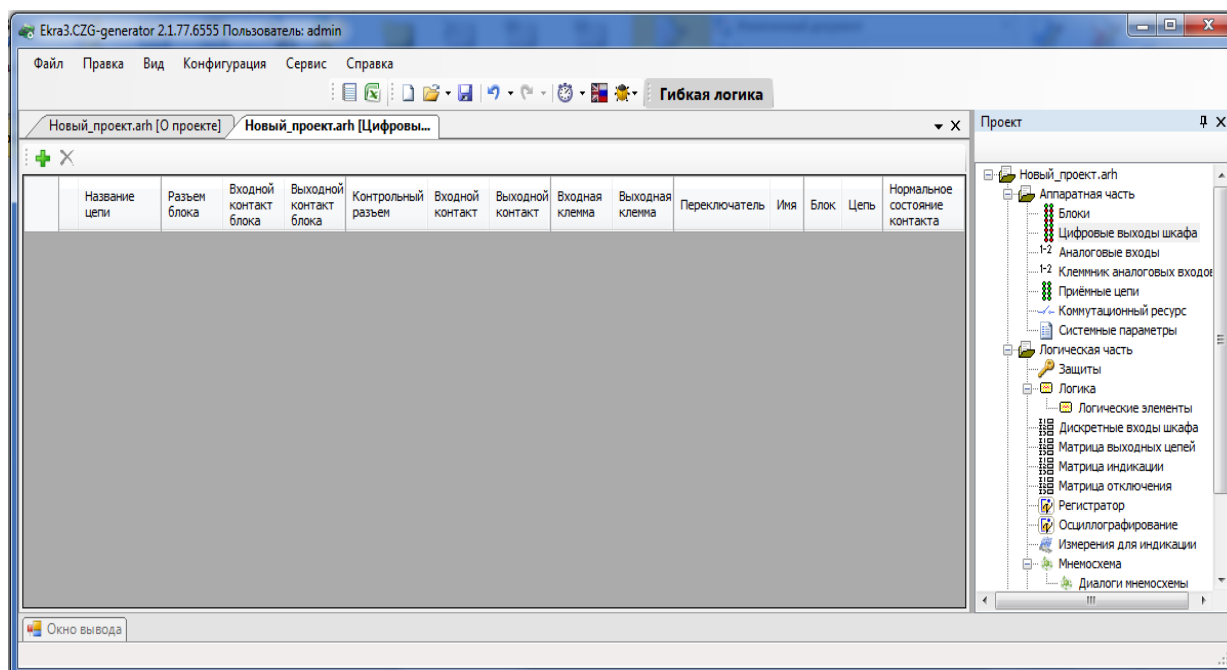 Ekra3.CZG-generator 2.1.77.6555 Пользователь: admin
Файл Правка Вид Конфигурация Сервис Справка
Гибкая логика
Новый_проект.arh [О проекте] Новый_проект.arh [Цифровы...
Название цепи
Разъем блока
Входной контакт блока
Выходной контакт блока
Контрольный разъем
Входной контакт
Выходной контакт
Входная клемма
Выходная клемма
Переключатель
Имя
Блок
Цепь
Нормальное состояние контакта
Проект
Новый_проект.arh
Аппаратная часть
Блоки
Цифровые выходы шкафа
1-2 Аналоговые входы
1-2 Клеммник аналоговых входов
Приёмные цепи
Коммутационный ресурс
Системные параметры
Логическая часть
Защиты
Логика
Логические элементы
Дискретные входы шкафа
Матрица выходных цепей
Матрица индикации
Матрица отключения
Регистратор
Осциллографирование
Измерения для индикации
Мнемосхема
Диалоги мнемосхемы
Окно вывода